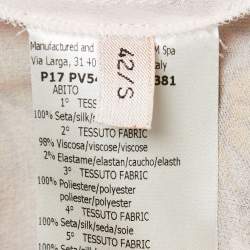 Manufactured and M Spa
Via Larga, 31 40 aly
P17 PV54 381
ABITO
42/S
1° TESSUTO
100% Seta/silk/
2° TESSUTO FABRIC
98% Viscosa/viscose/viscose
2% Elastame/elastan/caucho/elasth
3° TESSUTO FABRIC
100% Poliestere/polyester
poliester/polyester
4° TESSUTO FABRIC
100% Seta/silk/seda/soie
5° TESSUTO FABRIC